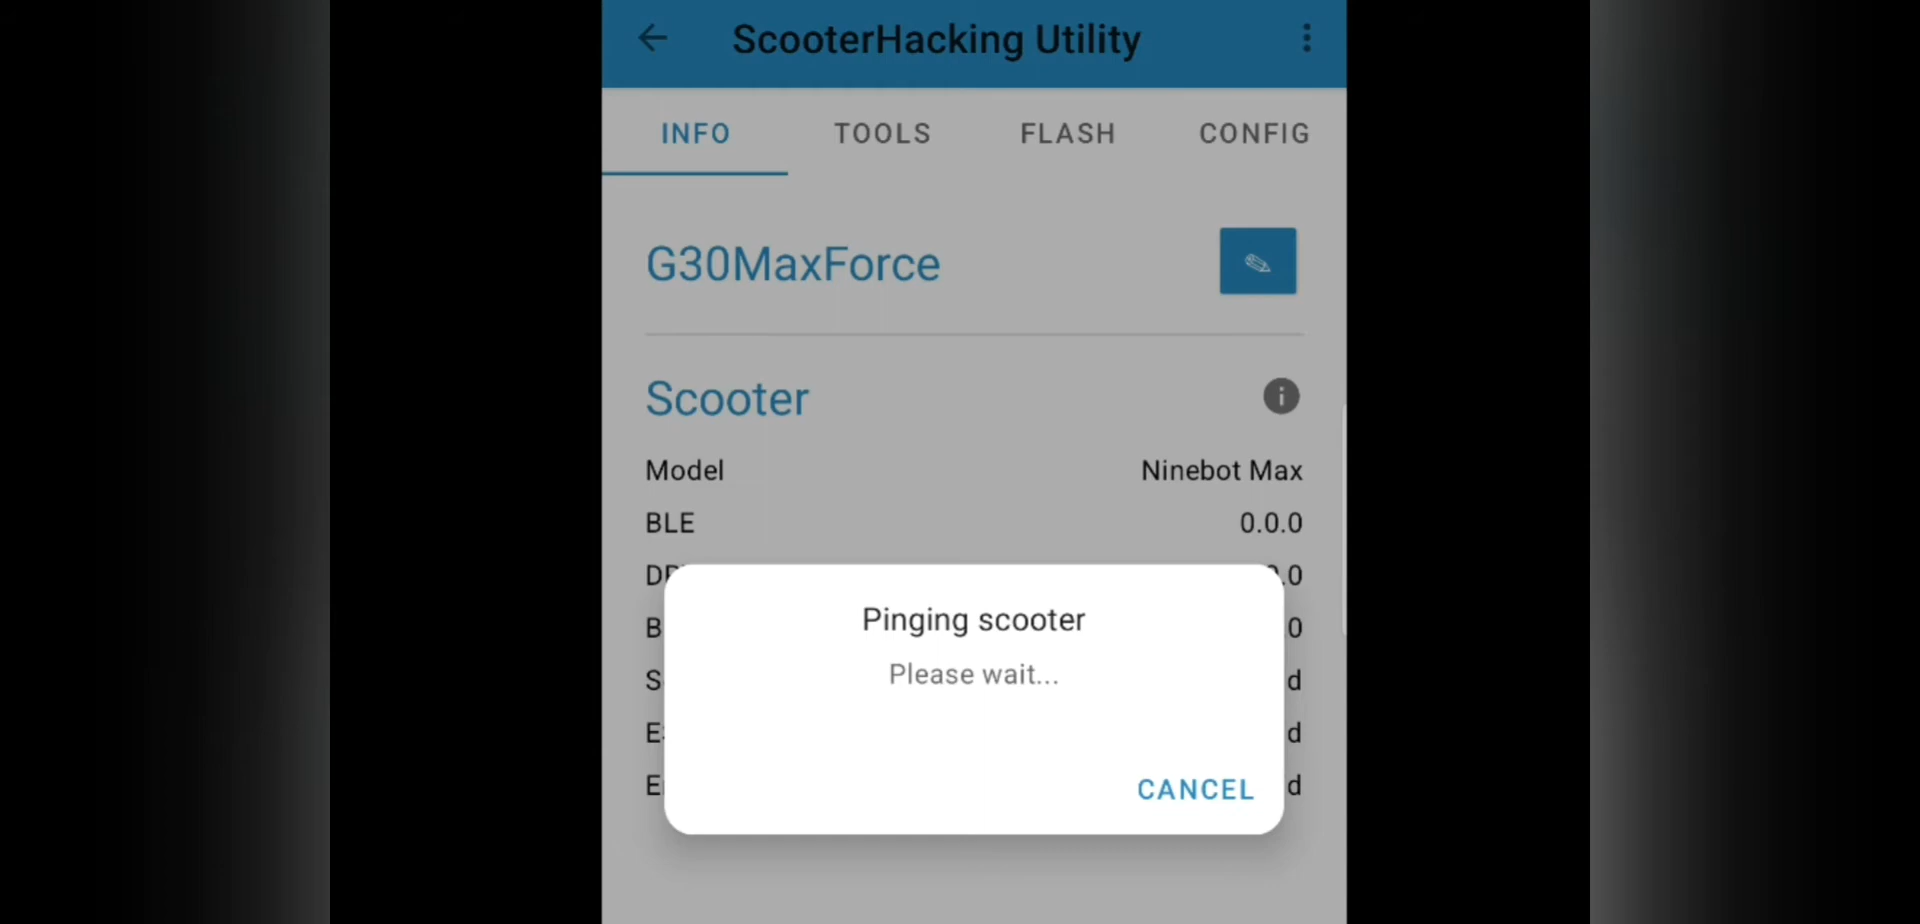 ScooterHacking Utility
INFO TOOLS FLASH CONFIG
G30MaxForce
Scooter
Model Ninebot Max
BLE 0.0.0
Pinging scooter
Please wait...
CANCEL